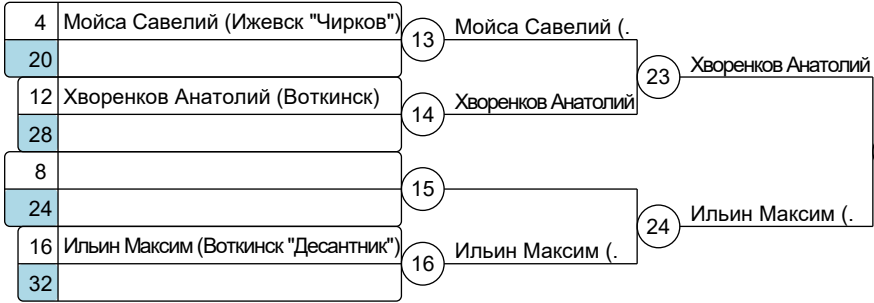 4 Мойса Савелий (Ижевск "Чирков")
20
13
Мойса Савелий (.
23
Хворенков Анатолий
12 Хворенков Анатолий (Воткинск)
28
14
Хворенков Анатолий
8
24
15
24
Ильин Максим (.
16 Ильин Максим (Воткинск "Десантник")
32
16
Ильин Максим (.